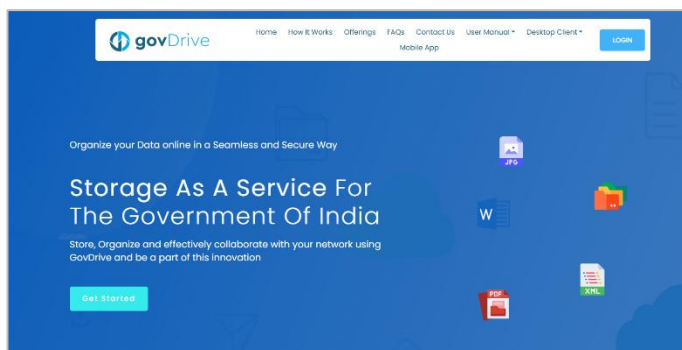 govDrive
Home How It Works Offerings FAQs Contact Us User Manual Desktop Client
Mobile App
LOGIN
Organize your Data online in a Seamless and Secure Way
Storage As A Service For
The Government Of India
Store, Organize and effectively collaborate with your network using
GovDrive and be a part of this innovation
Get Started
JPG
W
PDF
XML